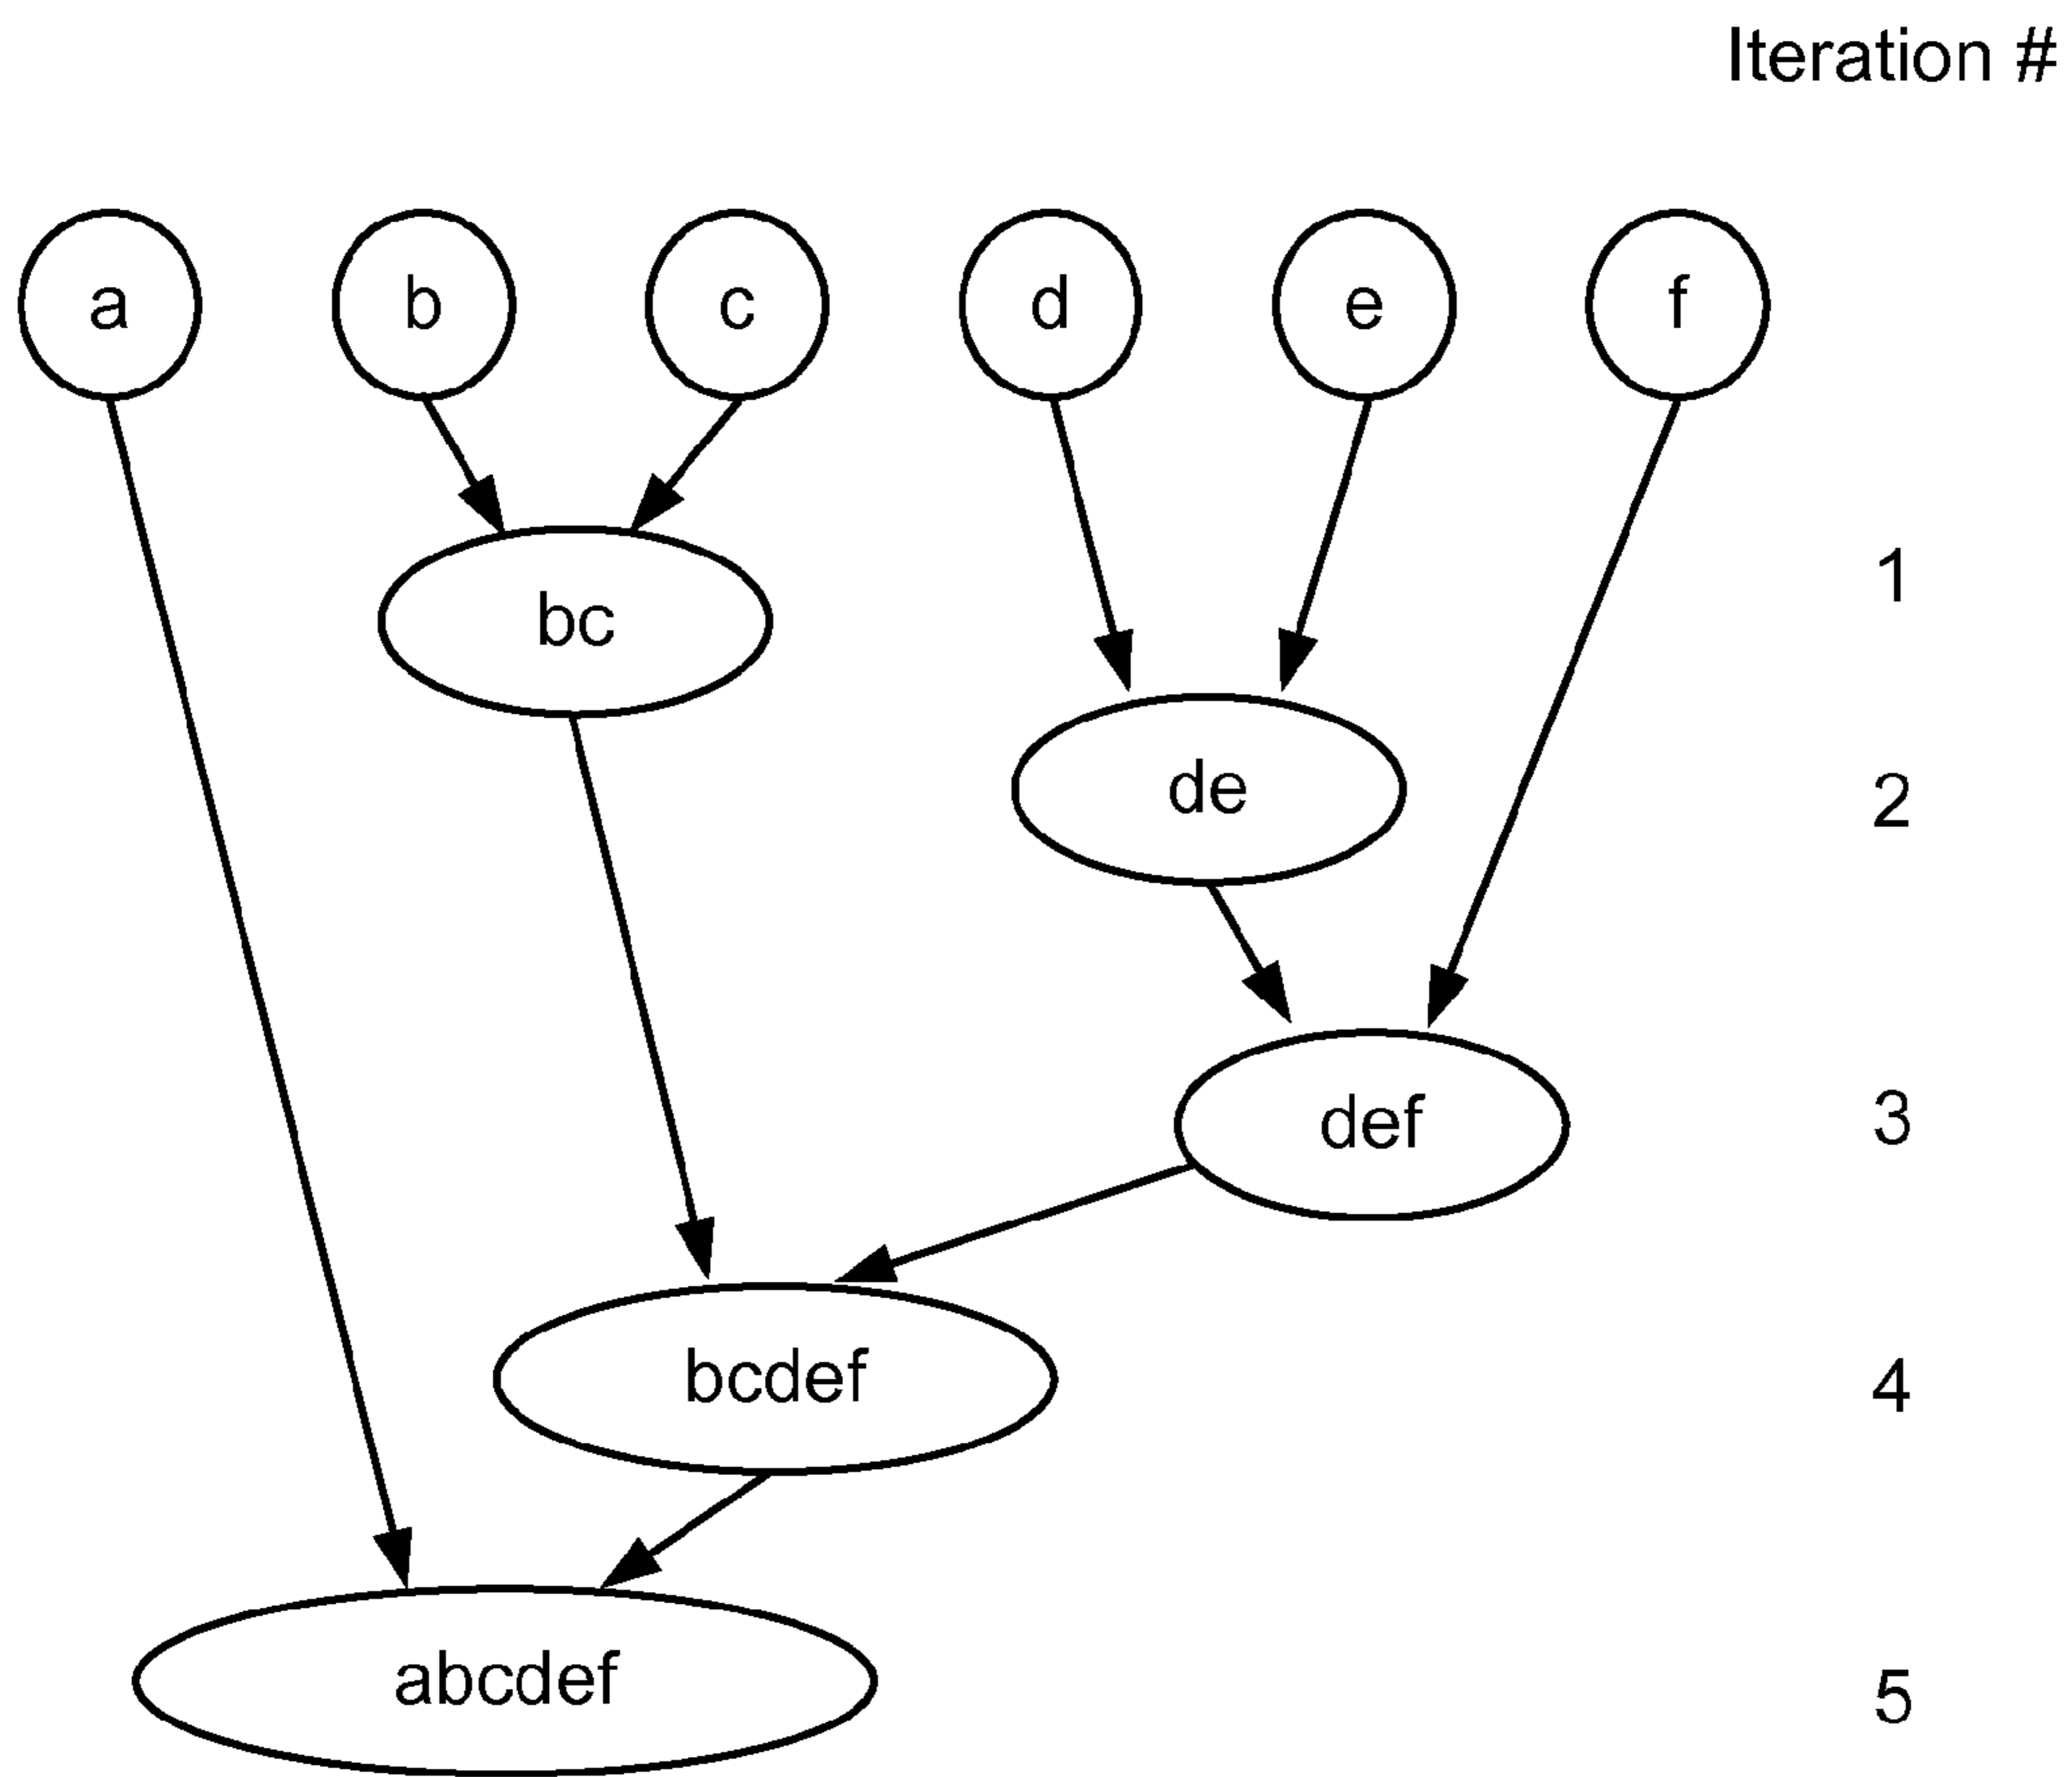 Iteration #
a b c d e f
bc 1
de 2
def 3
bcdef 4
abcdef 5